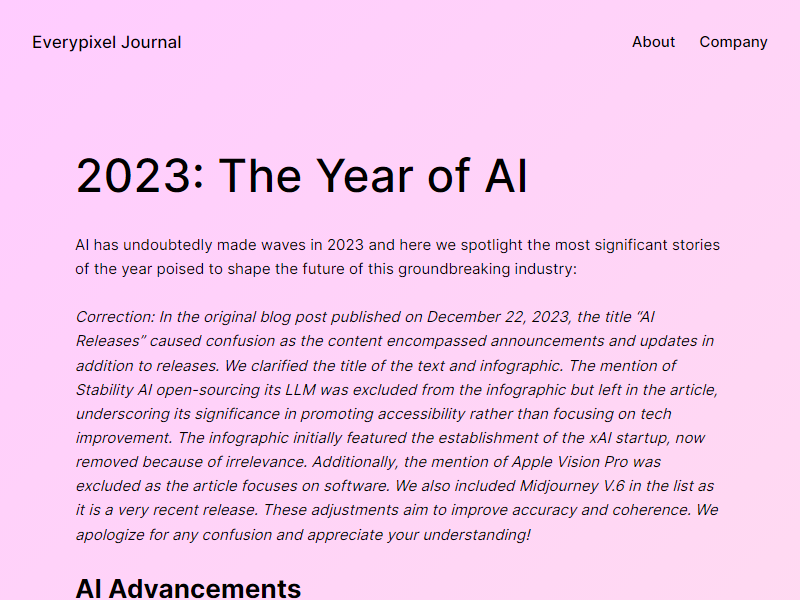 Everypixel Journal
About Company
2023: The Year of AI
AI has undoubtedly made waves in 2023 and here we spotlight the most significant stories
of the year poised to shape the future of this groundbreaking industry:
Correction: In the original blog post published on December 22, 2023, the title “AI
Releases” caused confusion as the content encompassed announcements and updates in
addition to releases. We clarified the title of the text and infographic. The mention of
Stability AI open-sourcing its LLM was excluded from the infographic but left in the article,
underscoring its significance in promoting accessibility rather than focusing on tech
improvement. The infographic initially featured the establishment of the xAI startup, now
removed because of irrelevance. Additionally, the mention of Apple Vision Pro was
excluded as the article focuses on software. We also included Midjourney V.6 in the list as
it is a very recent release. These adjustments aim to improve accuracy and coherence. We
apologize for any confusion and appreciate your understanding!
AI Advancements